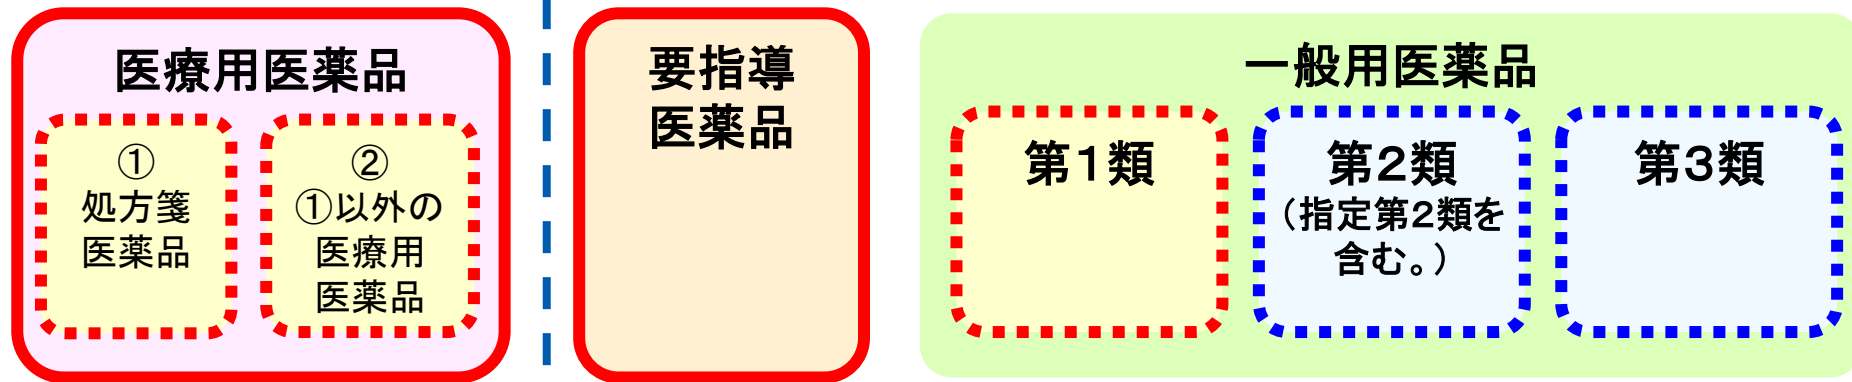 医療用医薬品
①
処方箋
医薬品
②
①以外の
医療用
医薬品
要指導
医薬品
一般用医薬品
第１類
第２類
（指定第２類を
含む。）
第３類